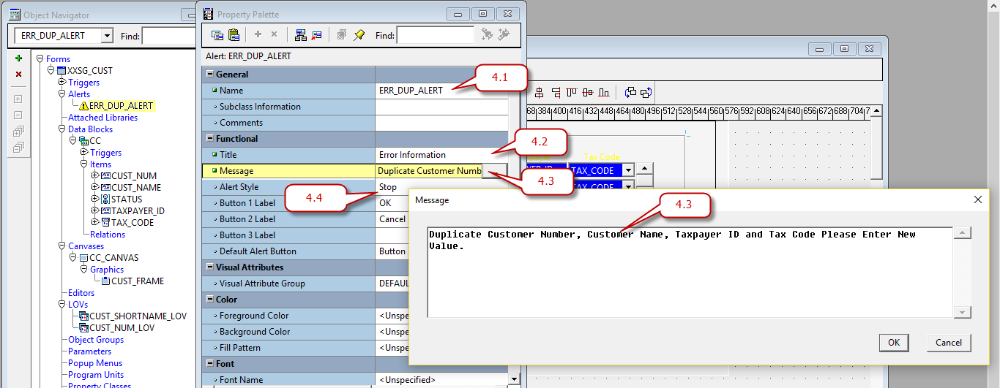 Object Navigator
ERR_DUP_ALERT
Find:
Forms
XXSG_CUST
Triggers
Alerts
ERR_DUP_ALERT
Attached Libraries
Data Blocks
CC
Triggers
Items
CUST_NUM
CUST_NAME
STATUS
TAXPAYER_ID
TAX_CODE
Relations
Canvases
CC_CANVAS
Graphics
CUST_FRAME
Editors
LOVs
CUST_SHORTNAME_LOV
CUST_NUM_LOV
Object Groups
Parameters
Popup Menus
Program Units
Property Classes
Property Palette
Find:
Alert: ERR_DUP_ALERT
General
Name ERR_DUP_ALERT
4.1
Subclass Information
Comments
Functional
4.2
Title Error Information
Message Duplicate Customer Numb ...
4.3
Alert Style Stop
4.4
Button 1 Label OK
Button 2 Label Cancel
Button 3 Label
Default Alert Button Button
Visual Attributes
Visual Attribute Group DEFAUL
Color
Foreground Color <Unspe
Background Color <Unspe
Fill Pattern <Unspe
Font
Font Name <Unspecified>
68 384 400 416 432 448 464 480 496 512 528 544 560 576 592 608 624 640 656 672 688 704 7
Tax Code
YER_ID TAX_CODE
TAX_CODE
Message
4.3
Duplicate Customer Number, Customer Name, Taxpayer ID and Tax Code Please Enter New
Value.
OK Cancel